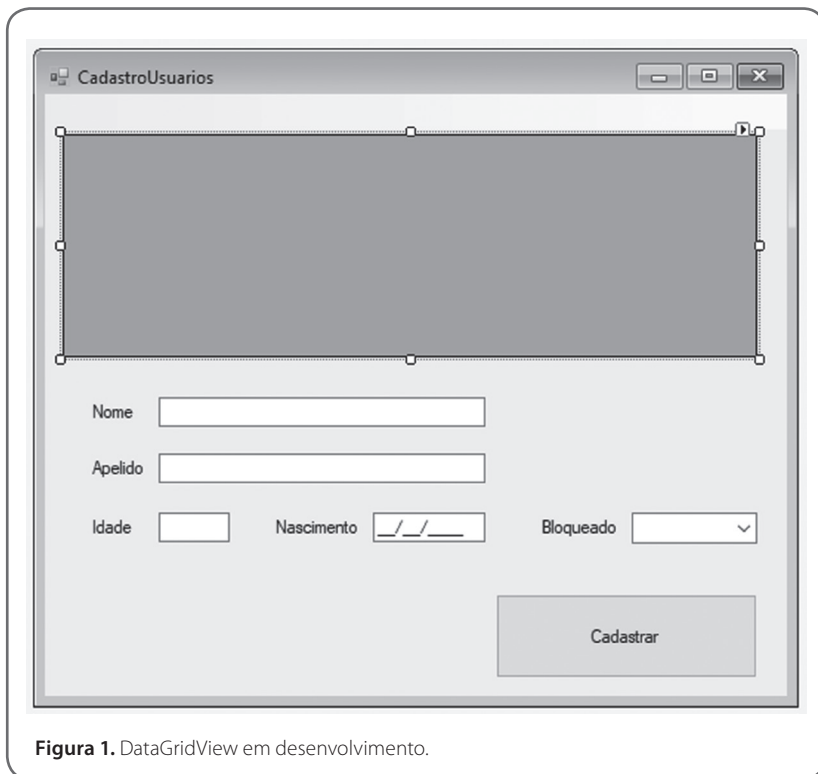 CadastroUsuarios
Nome
Apelido
Idade Nascimento __/__/____ Bloqueado
Cadastrar
Figura 1. DataGridView em desenvolvimento.